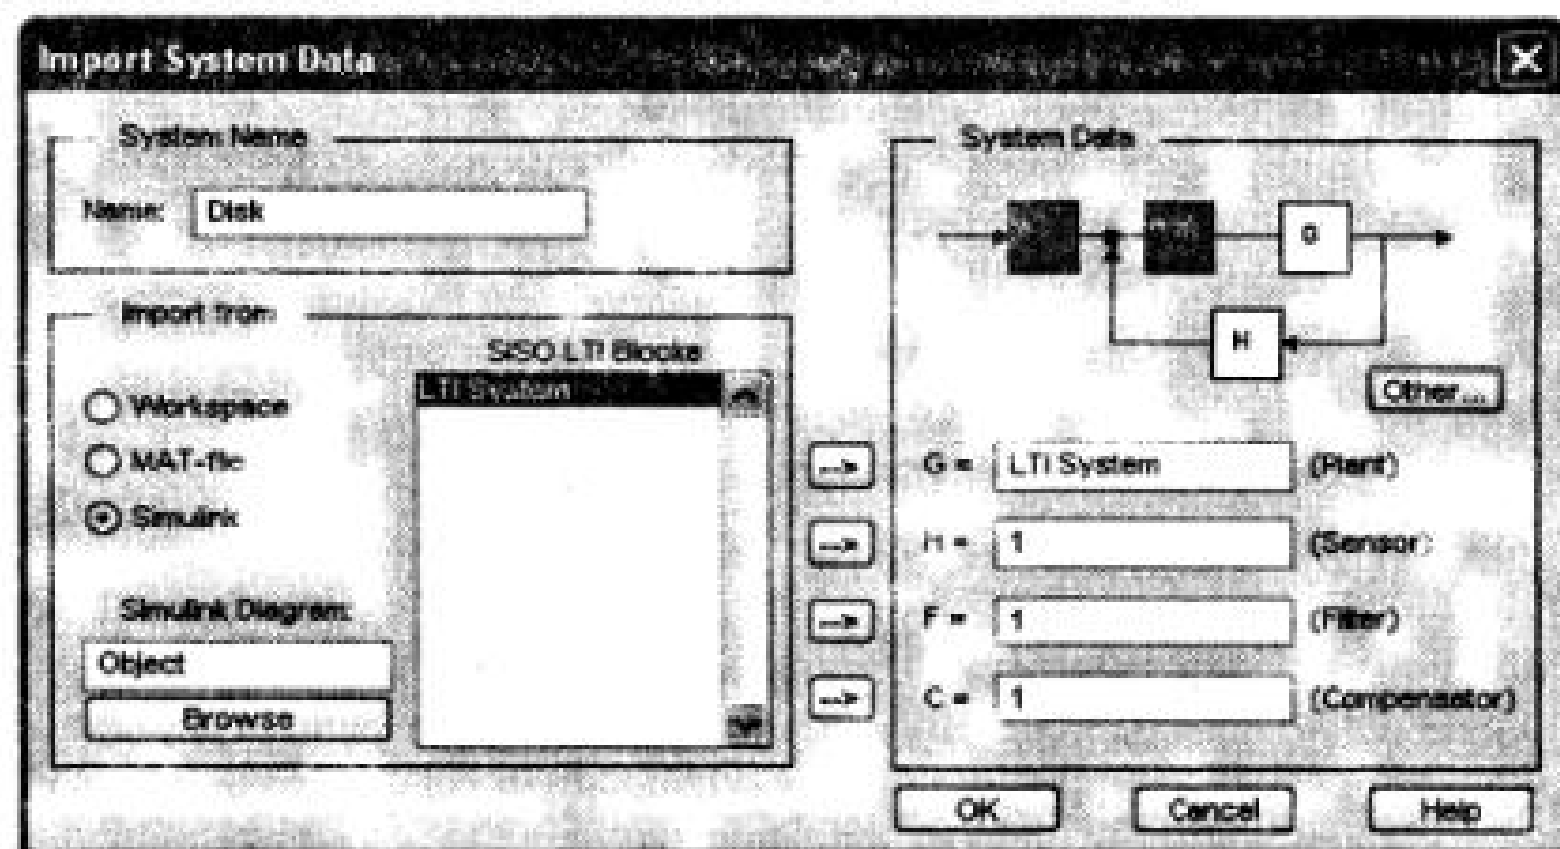 Import System Data
System Name
Name: Disk
Import from
SISO LTI Blocks
LTI System
Workspace
MAT-file
Simulink
Simulink Diagram:
Object
Browse
System Data
G
H
Other...
---> G = LTI System (Plant)
---> H = 1 (Sensor)
---> F = 1 (Filter)
---> C = 1 (Compensator)
OK Cancel Help